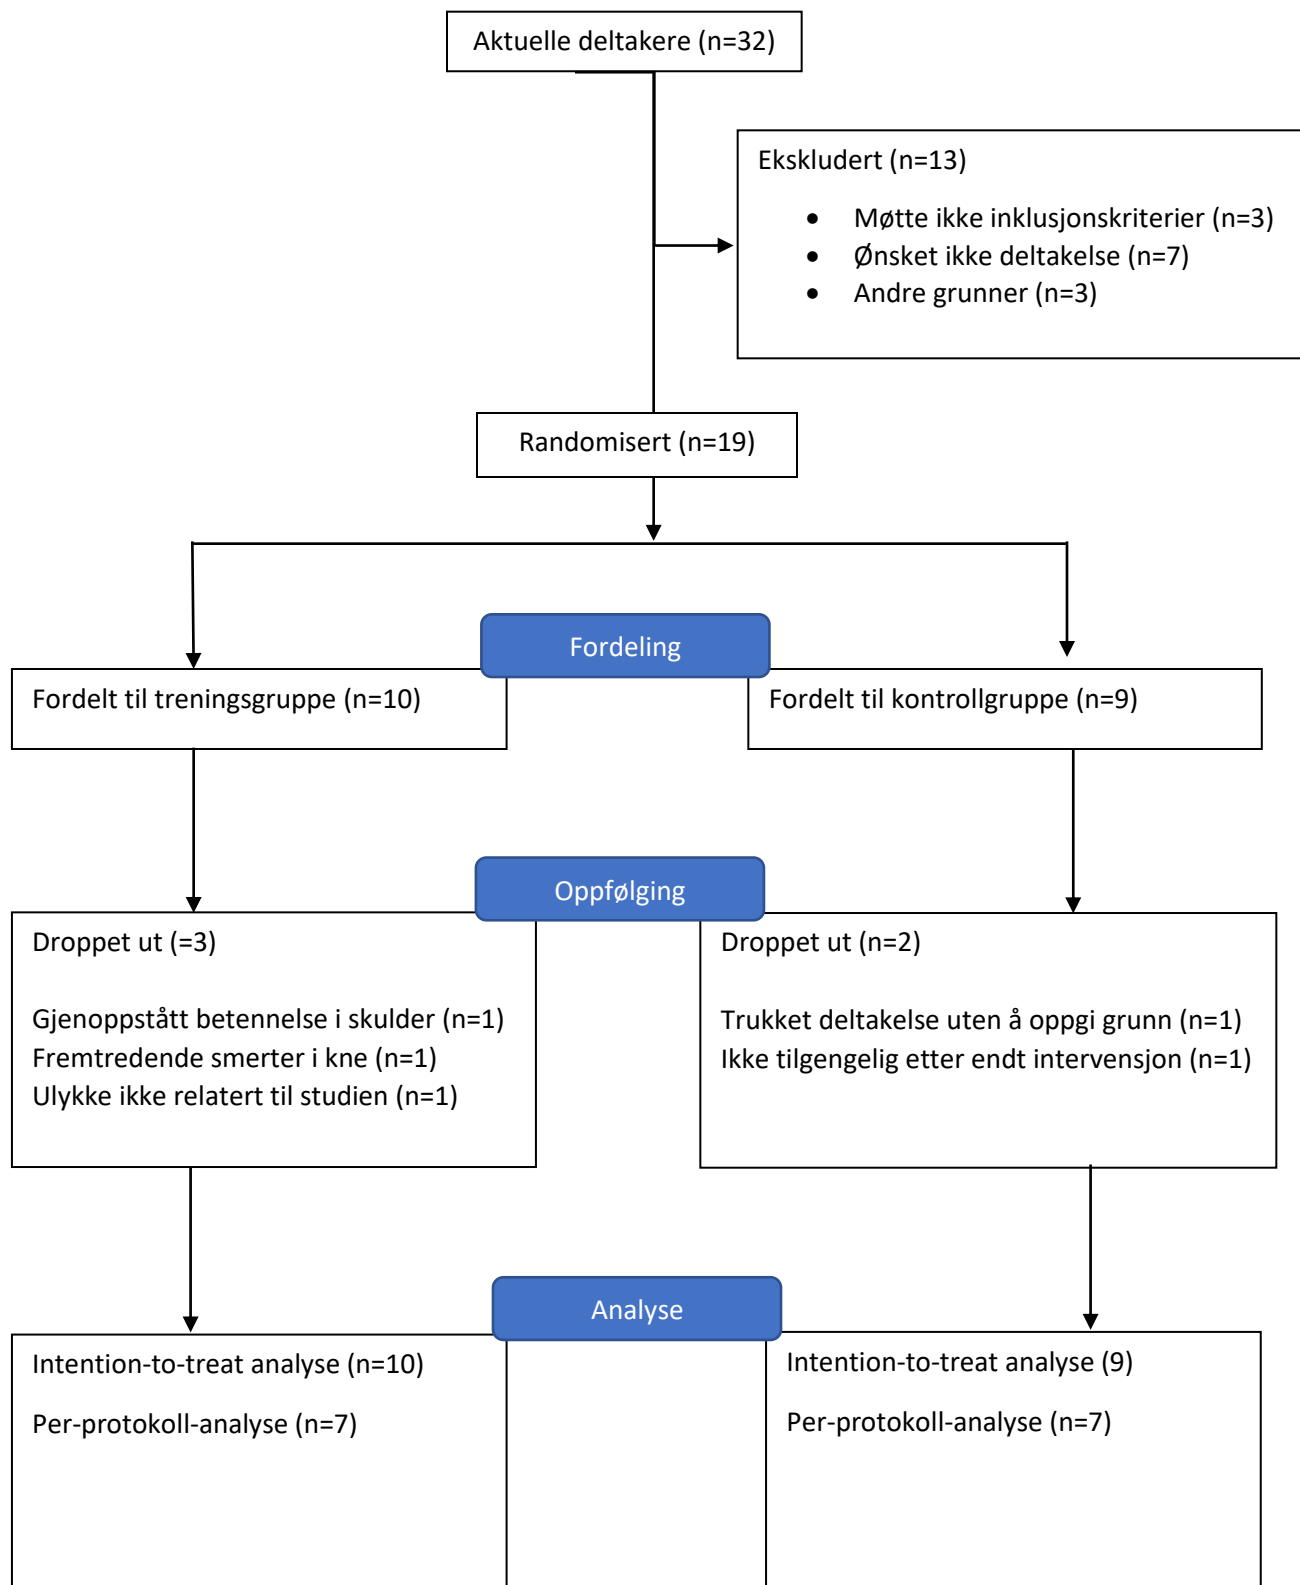 Aktuelle deltakere (n=32)
Ekskludert (n=13)
• Møtte ikke inklusjonskriterier (n=3)
• Ønsket ikke deltakelse (n=7)
• Andre grunner (n=3)
Randomisert (n=19)
Fordeling
Fordelt til treningsgruppe (n=10)
Fordelt til kontrollgruppe (n=9)
Oppfølging
Droppet ut (=3)
Gjenoppstått betennelse i skulder (n=1)
Fremtredende smerter i kne (n=1)
Ulykke ikke relatert til studien (n=1)
Droppet ut (n=2)
Trukket deltakelse uten å oppgi grunn (n=1)
Ikke tilgengelig etter endt intervensjon (n=1)
Analyse
Intention-to-treat analyse (n=10)
Per-protokoll-analyse (n=7)
Intention-to-treat analyse (9)
Per-protokoll-analyse (n=7)